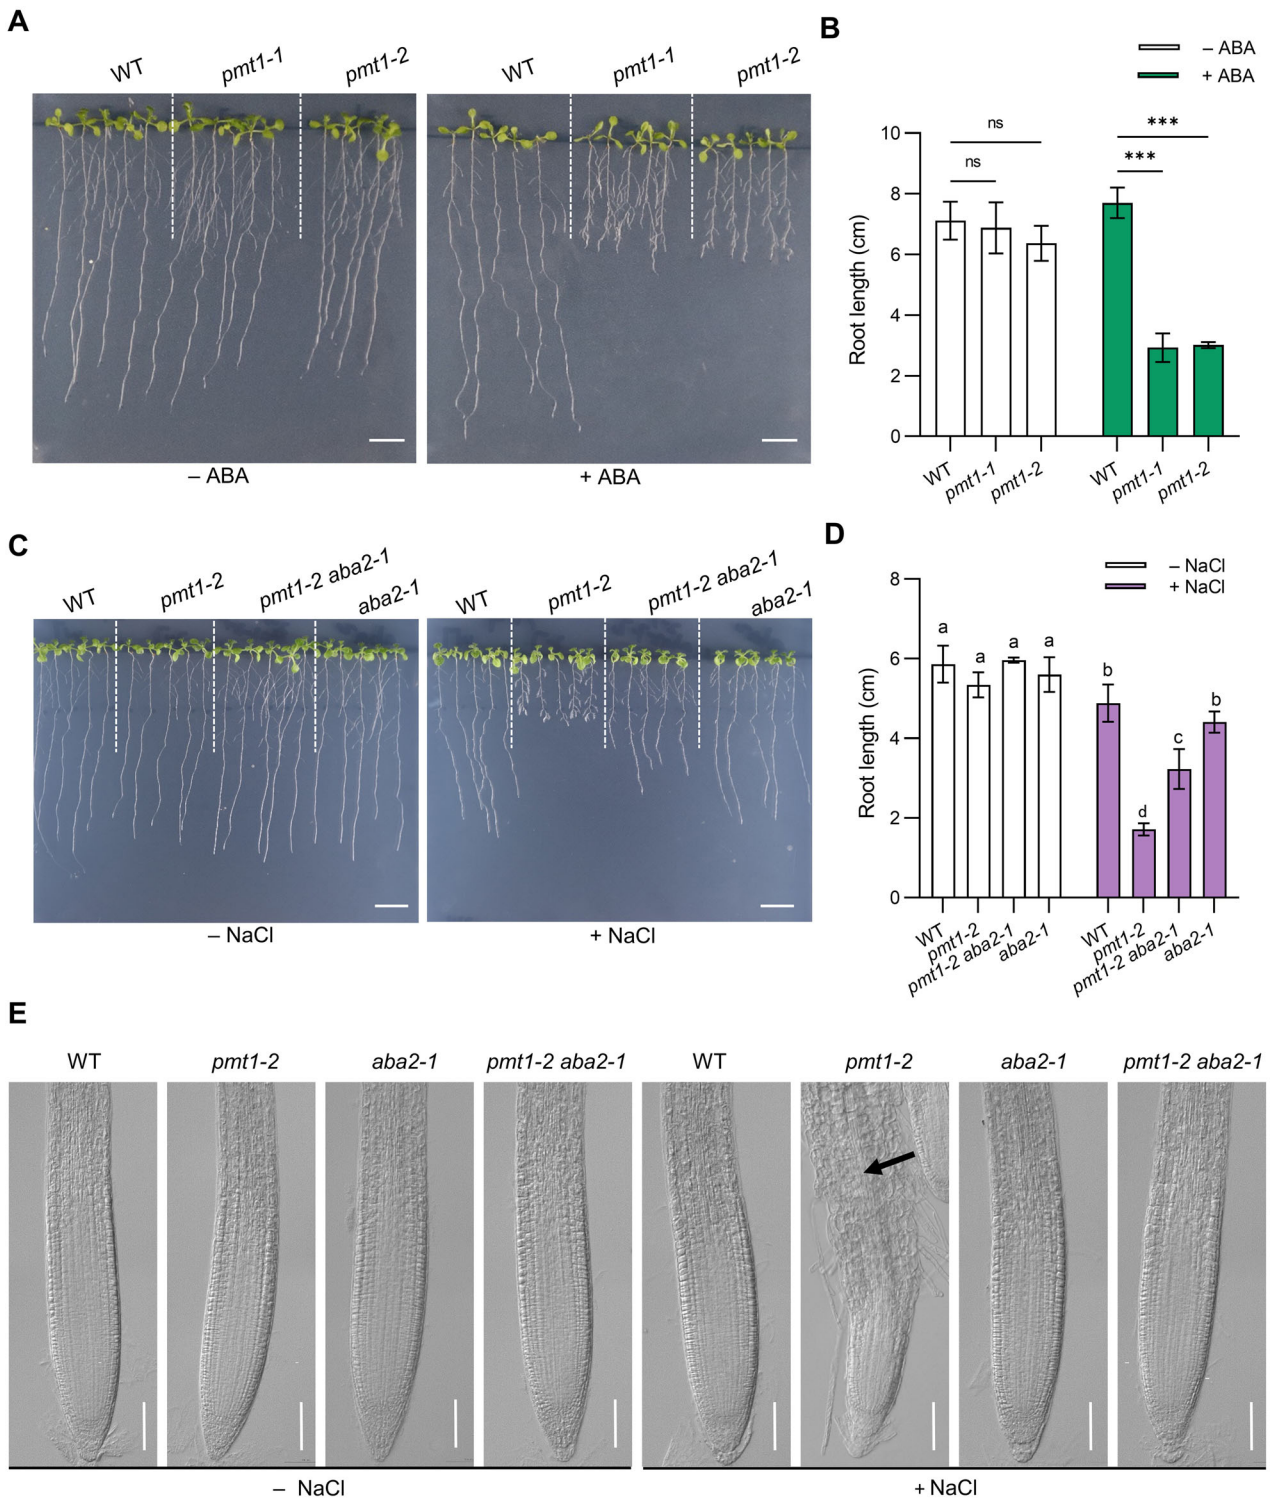 A
WT
pmt1-1
pmt1-2
WT
pmt1-1
pmt1-2
– ABA
+ ABA
B
– ABA
+ ABA
Root length (cm)
10
8
6
4
2
0
ns
ns
***
***
WT
pmt1-1
pmt1-2
WT
pmt1-1
pmt1-2
C
WT
pmt1-2
pmt1-2 aba2-1
aba2-1
WT
pmt1-2
pmt1-2 aba2-1
aba2-1
– NaCl
+ NaCl
D
– NaCl
+ NaCl
Root length (cm)
8
6
4
2
0
a
a
a
a
b
d
c
b
WT
pmt1-2
pmt1-2 aba2-1
aba2-1
WT
pmt1-2
pmt1-2 aba2-1
aba2-1
E
WT
pmt1-2
aba2-1
pmt1-2 aba2-1
WT
pmt1-2
aba2-1
pmt1-2 aba2-1
– NaCl
+ NaCl